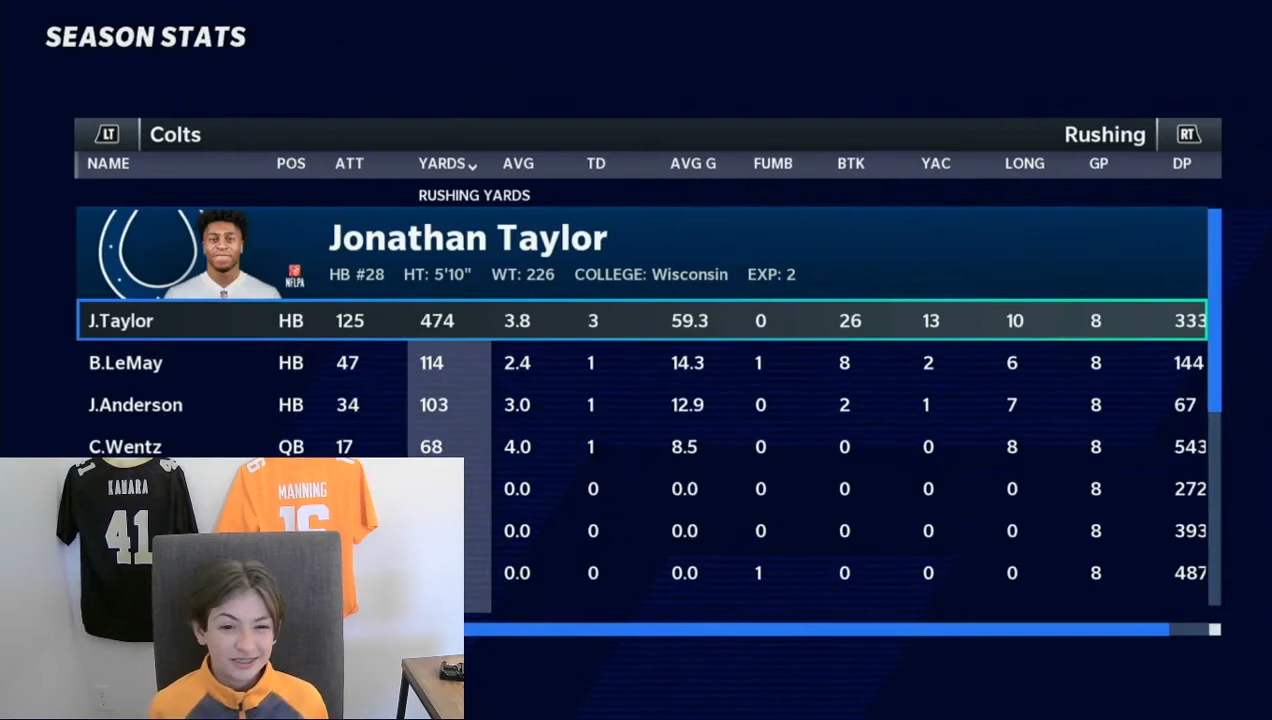 SEASON STATS
LT Colts Rushing RT
NAME POS ATT YARDS AVG TD AVG G FUMB BTK YAC LONG GP DP
RUSHING YARDS
Jonathan Taylor
NFLPA HB #28 HT: 5'10" WT: 226 COLLEGE: Wisconsin EXP: 2
J.Taylor HB 125 474 3.8 3 59.3 0 26 13 10 8 333
B.LeMay HB 47 114 2.4 1 14.3 1 8 2 6 8 144
J.Anderson HB 34 103 3.0 1 12.9 0 2 1 7 8 67
C.Wentz QB 17 68 4.0 1 8.5 0 0 0 8 8 543
0.0 0 0.0 0 0 0 0 8 272
0.0 0 0.0 0 0 0 0 8 393
0.0 0 0.0 1 0 0 0 8 487
41
KAMARA
41
16
MANNING
16